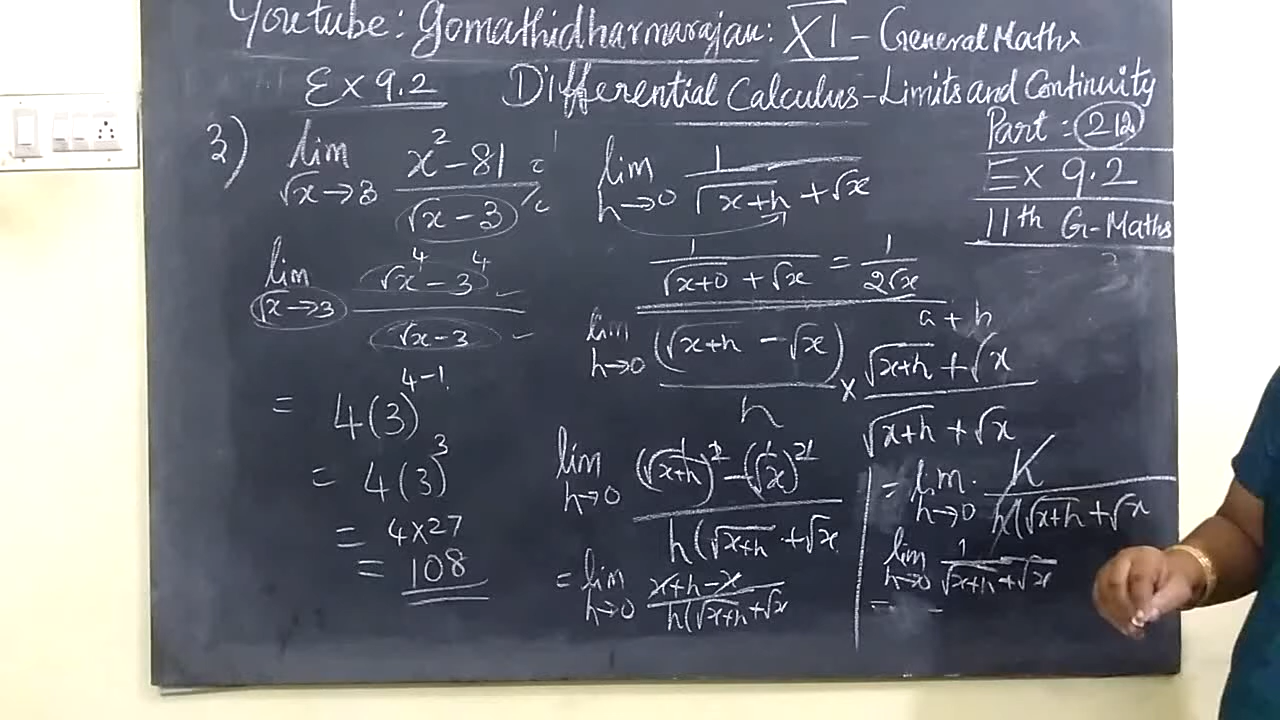 Youtube: Gomathidharmarajan: XI - General Maths
Ex 9.2 Differential Calculus - Limits and Continuity
Part: 212
Ex 9.2
11th G-Maths
3) lim √x→3 x² - 81 / √x - 3
lim √x→3 √x⁴ - 3⁴ / √x - 3
= 4(3)⁴⁻¹
= 4(3)³
= 4×27
= 108
lim h→0 1 / √x+h + √x
1 / √x+0 + √x = 1 / 2√x
a + h
lim h→0 (√x+h - √x) / h × √x+h + √x / √x+h + √x
lim h→0 (√x+h)² - (√x)² / h(√x+h + √x
= lim h→0 x+h-x / h(√x+h + √x
= lim h→0 h / h(√x+h + √x
lim h→0 1 / √x+h + √x